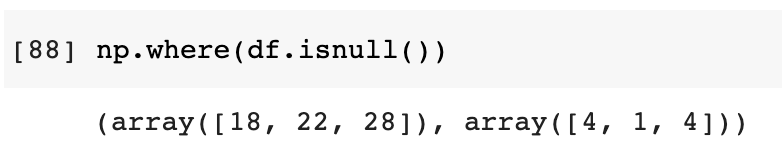 [88] np.where(df.isnull())
(array([18, 22, 28]), array([4, 1, 4]))